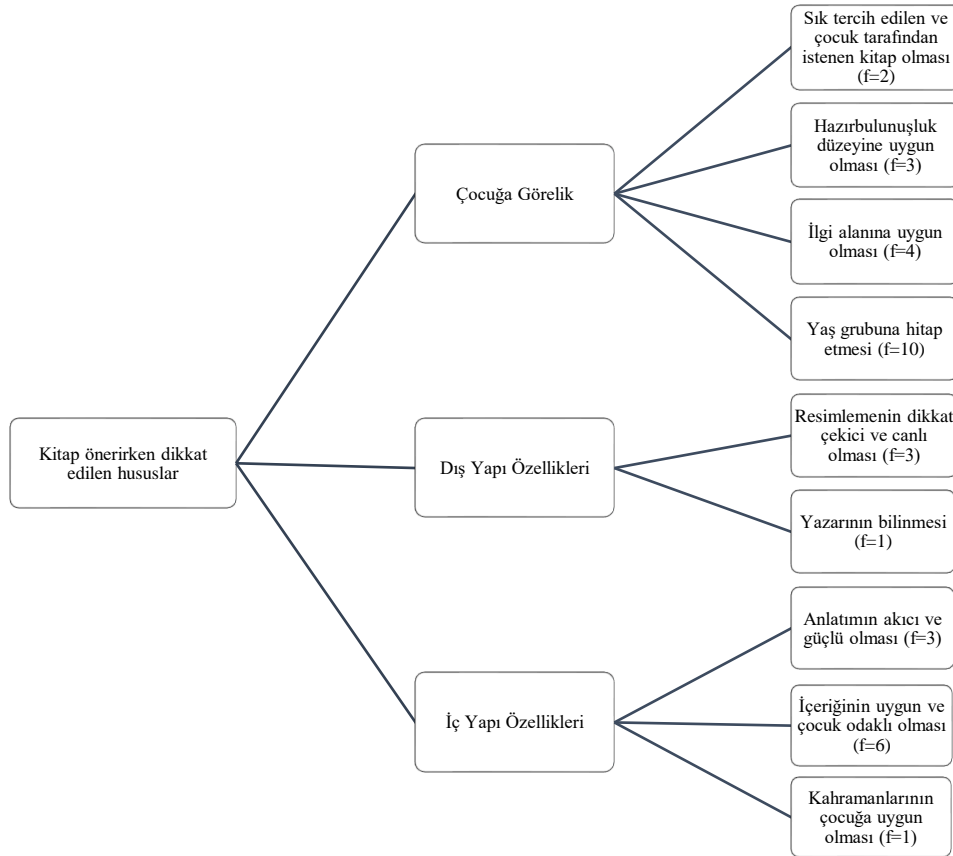 Sık tercih edilen ve
çocuk tarafından
istenen kitap olması
(f=2)
Hazırbulunuşluk
düzeyine uygun
olması (f=3)
Çocuğa Görelik
İlgi alanına uygun
olması (f=4)
Yaş grubuna hitap
etmesi (f=10)
Kitap önerirken dikkat
edilen hususlar
Dış Yapı Özellikleri
Resimlemenin dikkat
çekici ve canlı
olması (f=3)
Yazarının bilinmesi
(f=1)
İç Yapı Özellikleri
Anlatımın akıcı ve
güçlü olması (f=3)
İçeriğinin uygun ve
çocuk odaklı olması
(f=6)
Kahramanlarının
çocuğa uygun
olması (f=1)